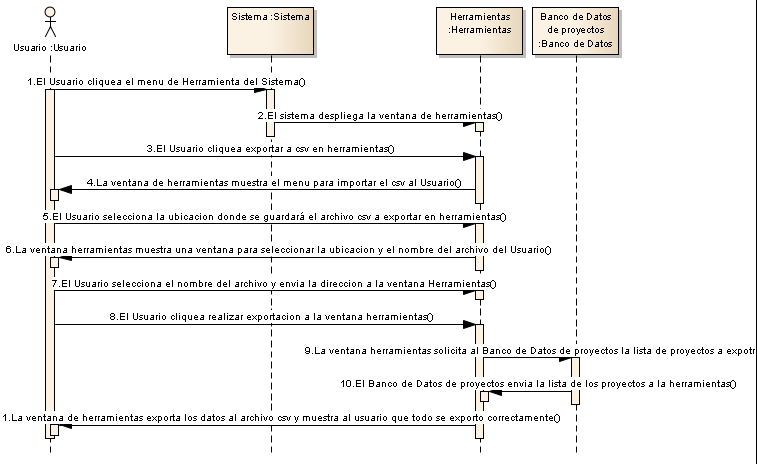 Usuario :Usuario
Sistema :Sistema
Herramientas
:Herramientas
Banco de Datos
de proyectos
:Banco de Datos
1.El Usuario cliquea el menu de Herramienta del Sistema()
2.El sistema despliega la ventana de herramientas()
3.El Usuario cliquea exportar a csv en herramientas()
4.La ventana de herramientas muestra el menu para importar el csv al Usuario()
5.El Usuario selecciona la ubicacion donde se guardará el archivo csv a exportar en herramientas()
6.La ventana herramientas muestra una ventana para seleccionar la ubicacion y el nombre del archivo del Usuario()
7.El Usuario selecciona el nombre del archivo y envia la direccion a la ventana Herramientas()
8.El Usuario cliquea realizar exportacion a la ventana herramientas()
9.La ventana herramientas solicita al Banco de Datos de proyectos la lista de proyectos a expotr
10.El Banco de Datos de proyectos envia la lista de los proyectos a la herramientas()
1.La ventana de herramientas exporta los datos al archivo csv y muestra al usuario que todo se exporto correctamente()